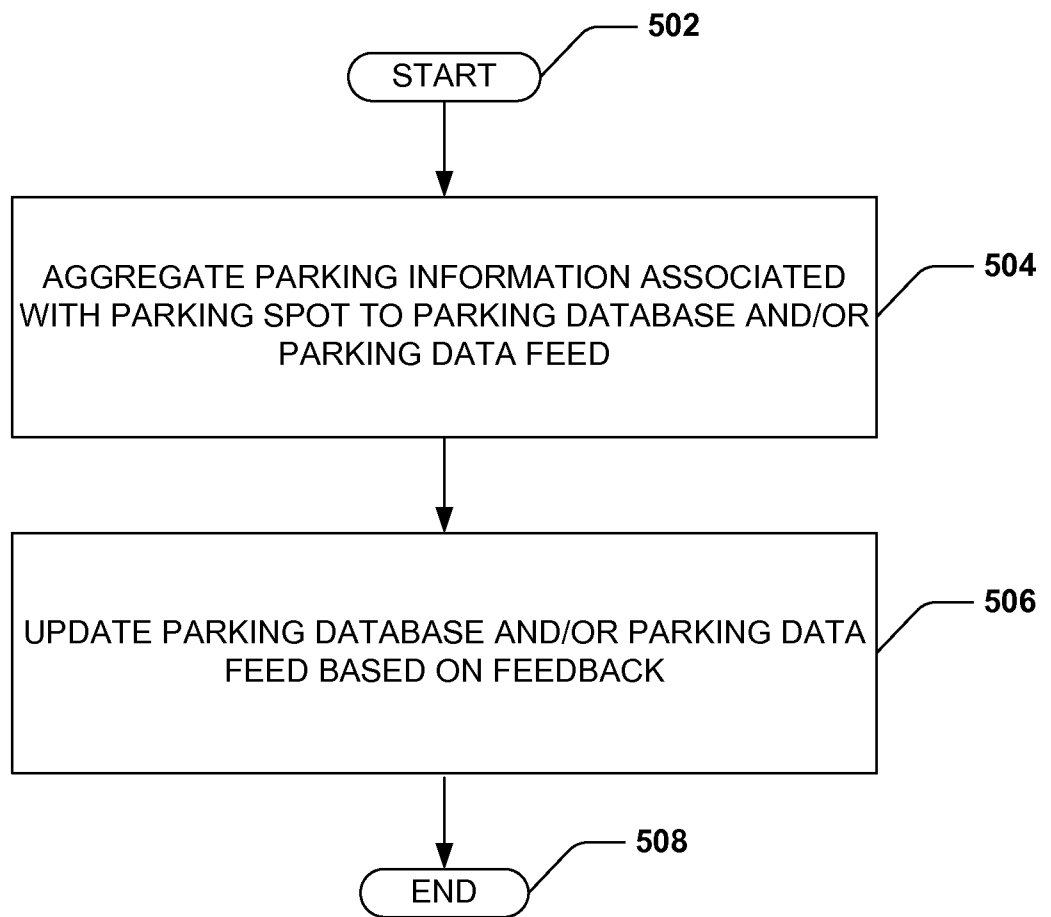 502
START
AGGREGATE PARKING INFORMATION ASSOCIATED
WITH PARKING SPOT TO PARKING DATABASE AND/OR
PARKING DATA FEED
504
UPDATE PARKING DATABASE AND/OR PARKING DATA
FEED BASED ON FEEDBACK
506
508
END